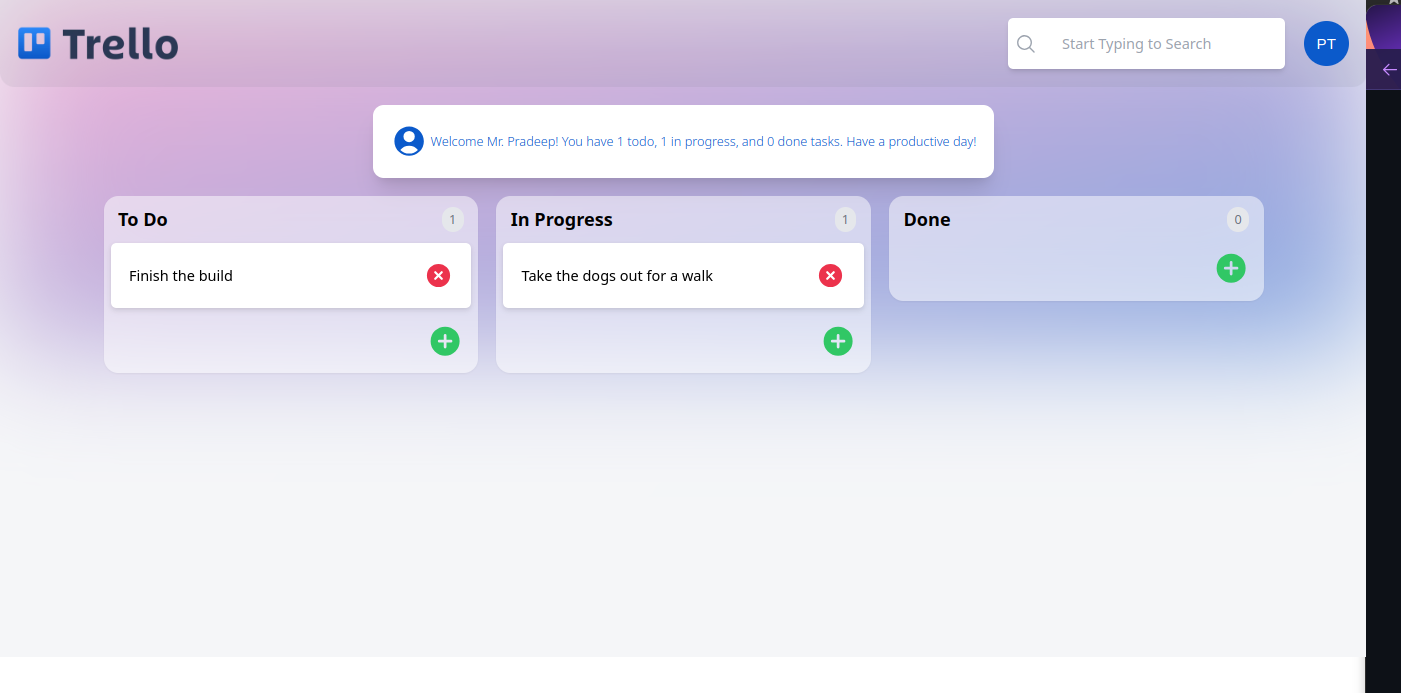 Trello
Start Typing to Search
PT
Welcome Mr. Pradeep! You have 1 todo, 1 in progress, and 0 done tasks. Have a productive day!
To Do
1
Finish the build
In Progress
1
Take the dogs out for a walk
Done
0